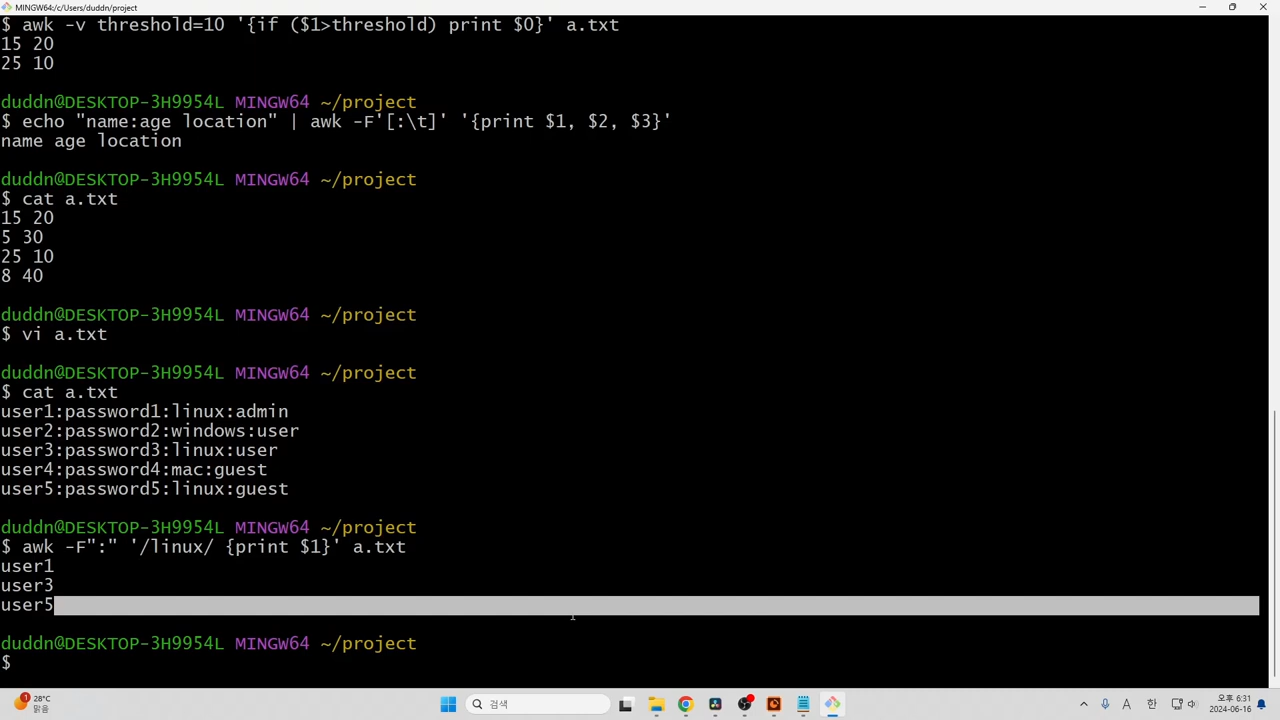 MINGW64:/c/Users/duddn/project
$ awk -v threshold=10 '{if ($1>threshold) print $0}' a.txt
15 20
25 10
duddn@DESKTOP-3H9954L MINGW64 ~/project
$ echo "name:age location" | awk -F'[:\t]' '{print $1, $2, $3}'
name age location
duddn@DESKTOP-3H9954L MINGW64 ~/project
$ cat a.txt
15 20
5 30
25 10
8 40
duddn@DESKTOP-3H9954L MINGW64 ~/project
$ vi a.txt
duddn@DESKTOP-3H9954L MINGW64 ~/project
$ cat a.txt
user1:password1:linux:admin
user2:password2:windows:user
user3:password3:linux:user
user4:password4:mac:guest
user5:password5:linux:guest
duddn@DESKTOP-3H9954L MINGW64 ~/project
$ awk -F":" '/linux/ {print $1}' a.txt
user1
user3
user5
duddn@DESKTOP-3H9954L MINGW64 ~/project
$
1
28°C
맑음
검색
A
한
오후 6:31
2024-06-16